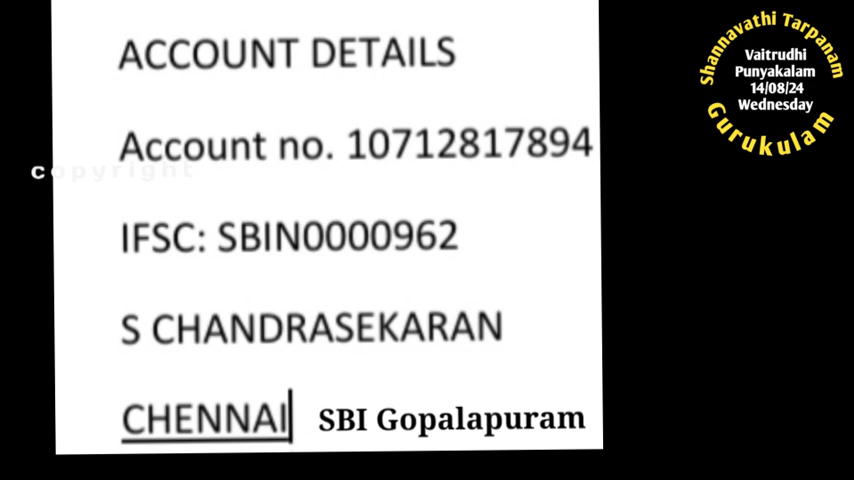 ACCOUNT DETAILS
Account no. 10712817894
copyright
IFSC: SBIN0000962
S CHANDRASEKARAN
CHENNAI SBI Gopalapuram
Shannavathi Tarpanam
Vaitrudhi
Punyakalam
14/08/24
Wednesday
Gurukulam